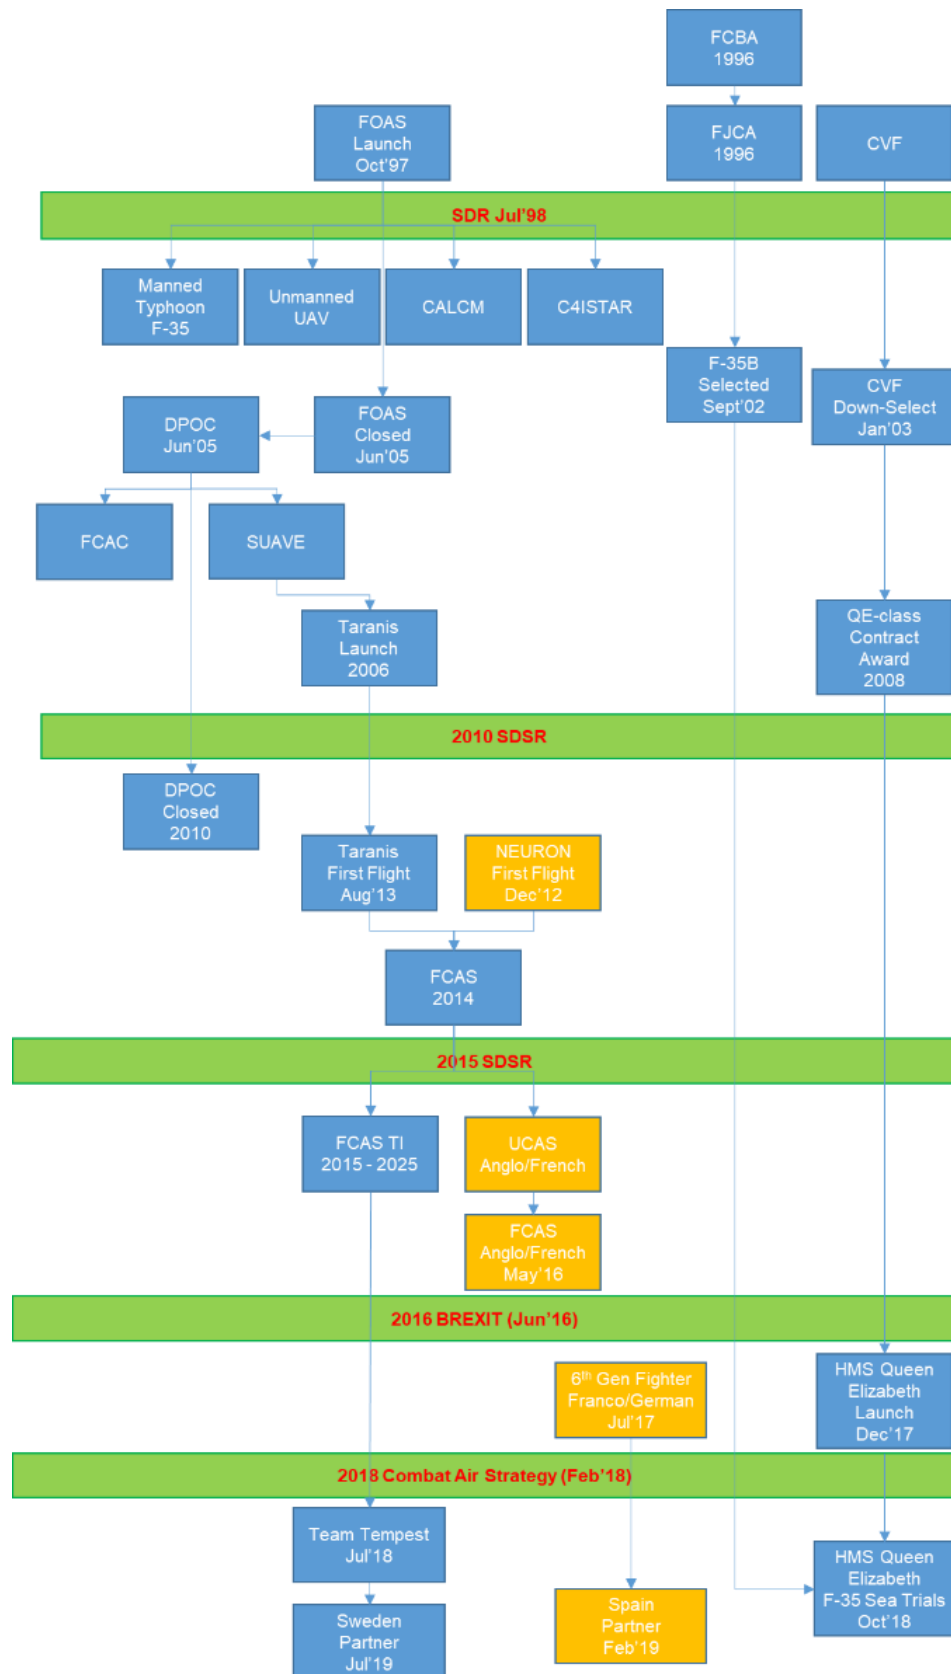 FCBA
1996
FOAS
Launch
Oct'97
FJCA
1996
CVF
SDR Jul'98
Manned
Typhoon
F-35
Unmanned
UAV
CALCM
C4ISTAR
F-35B
Selected
Sept'02
CVF
Down-Select
Jan'03
DPOC
Jun'05
FOAS
Closed
Jun'05
FCAC
SUAVE
Taranis
Launch
2006
QE-class
Contract
Award
2008
2010 SDSR
DPOC
Closed
2010
Taranis
First Flight
Aug'13
NEURON
First Flight
Dec'12
FCAS
2014
2015 SDSR
FCAS TI
2015 - 2025
UCAS
Anglo/French
FCAS
Anglo/French
May'16
2016 BREXIT (Jun'16)
6th Gen Fighter
Franco/German
Jul'17
HMS Queen
Elizabeth
Launch
Dec'17
2018 Combat Air Strategy (Feb'18)
Team Tempest
Jul'18
HMS Queen
Elizabeth
F-35 Sea Trials
Oct'18
Sweden
Partner
Jul'19
Spain
Partner
Feb'19